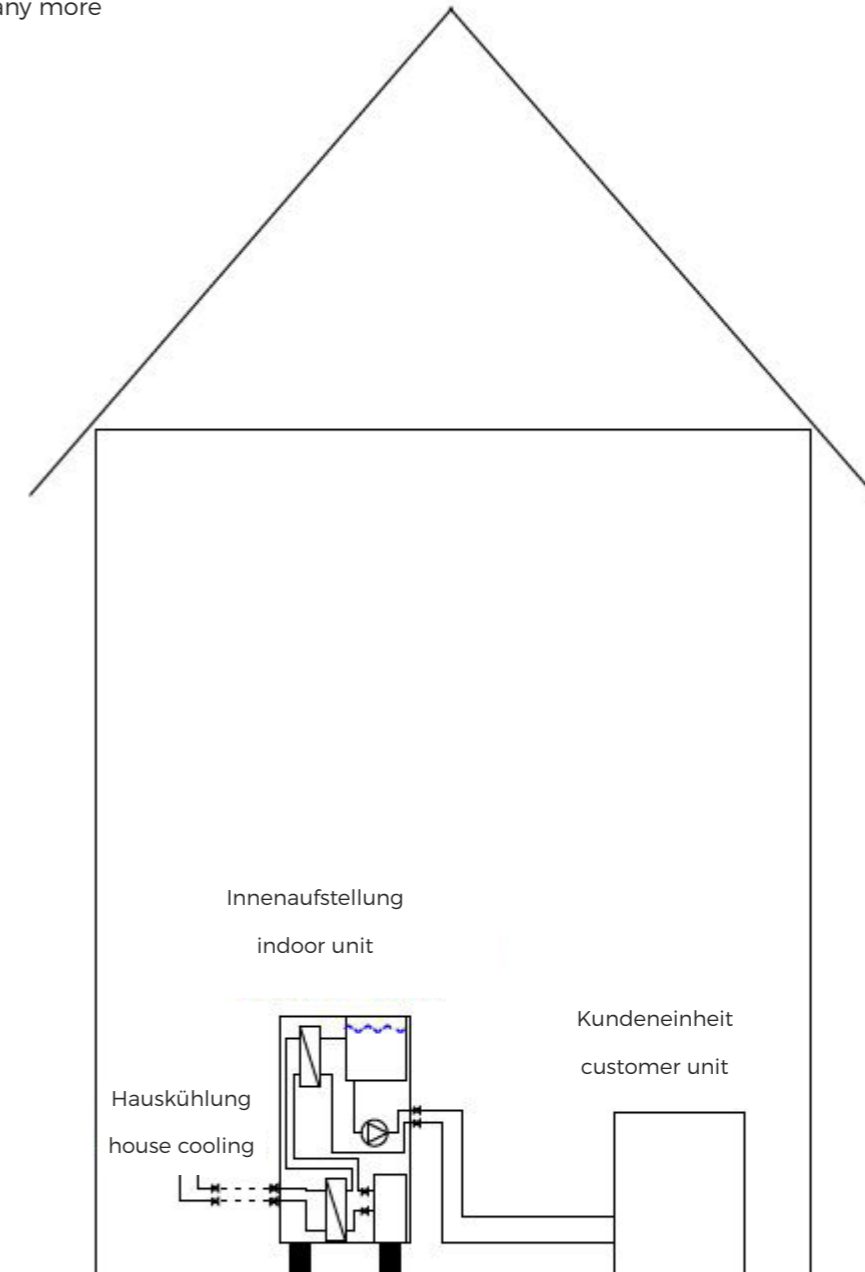 any more
Innenaufstellung
indoor unit
Kundeneinheit
customer unit
Hauskühlung
house cooling